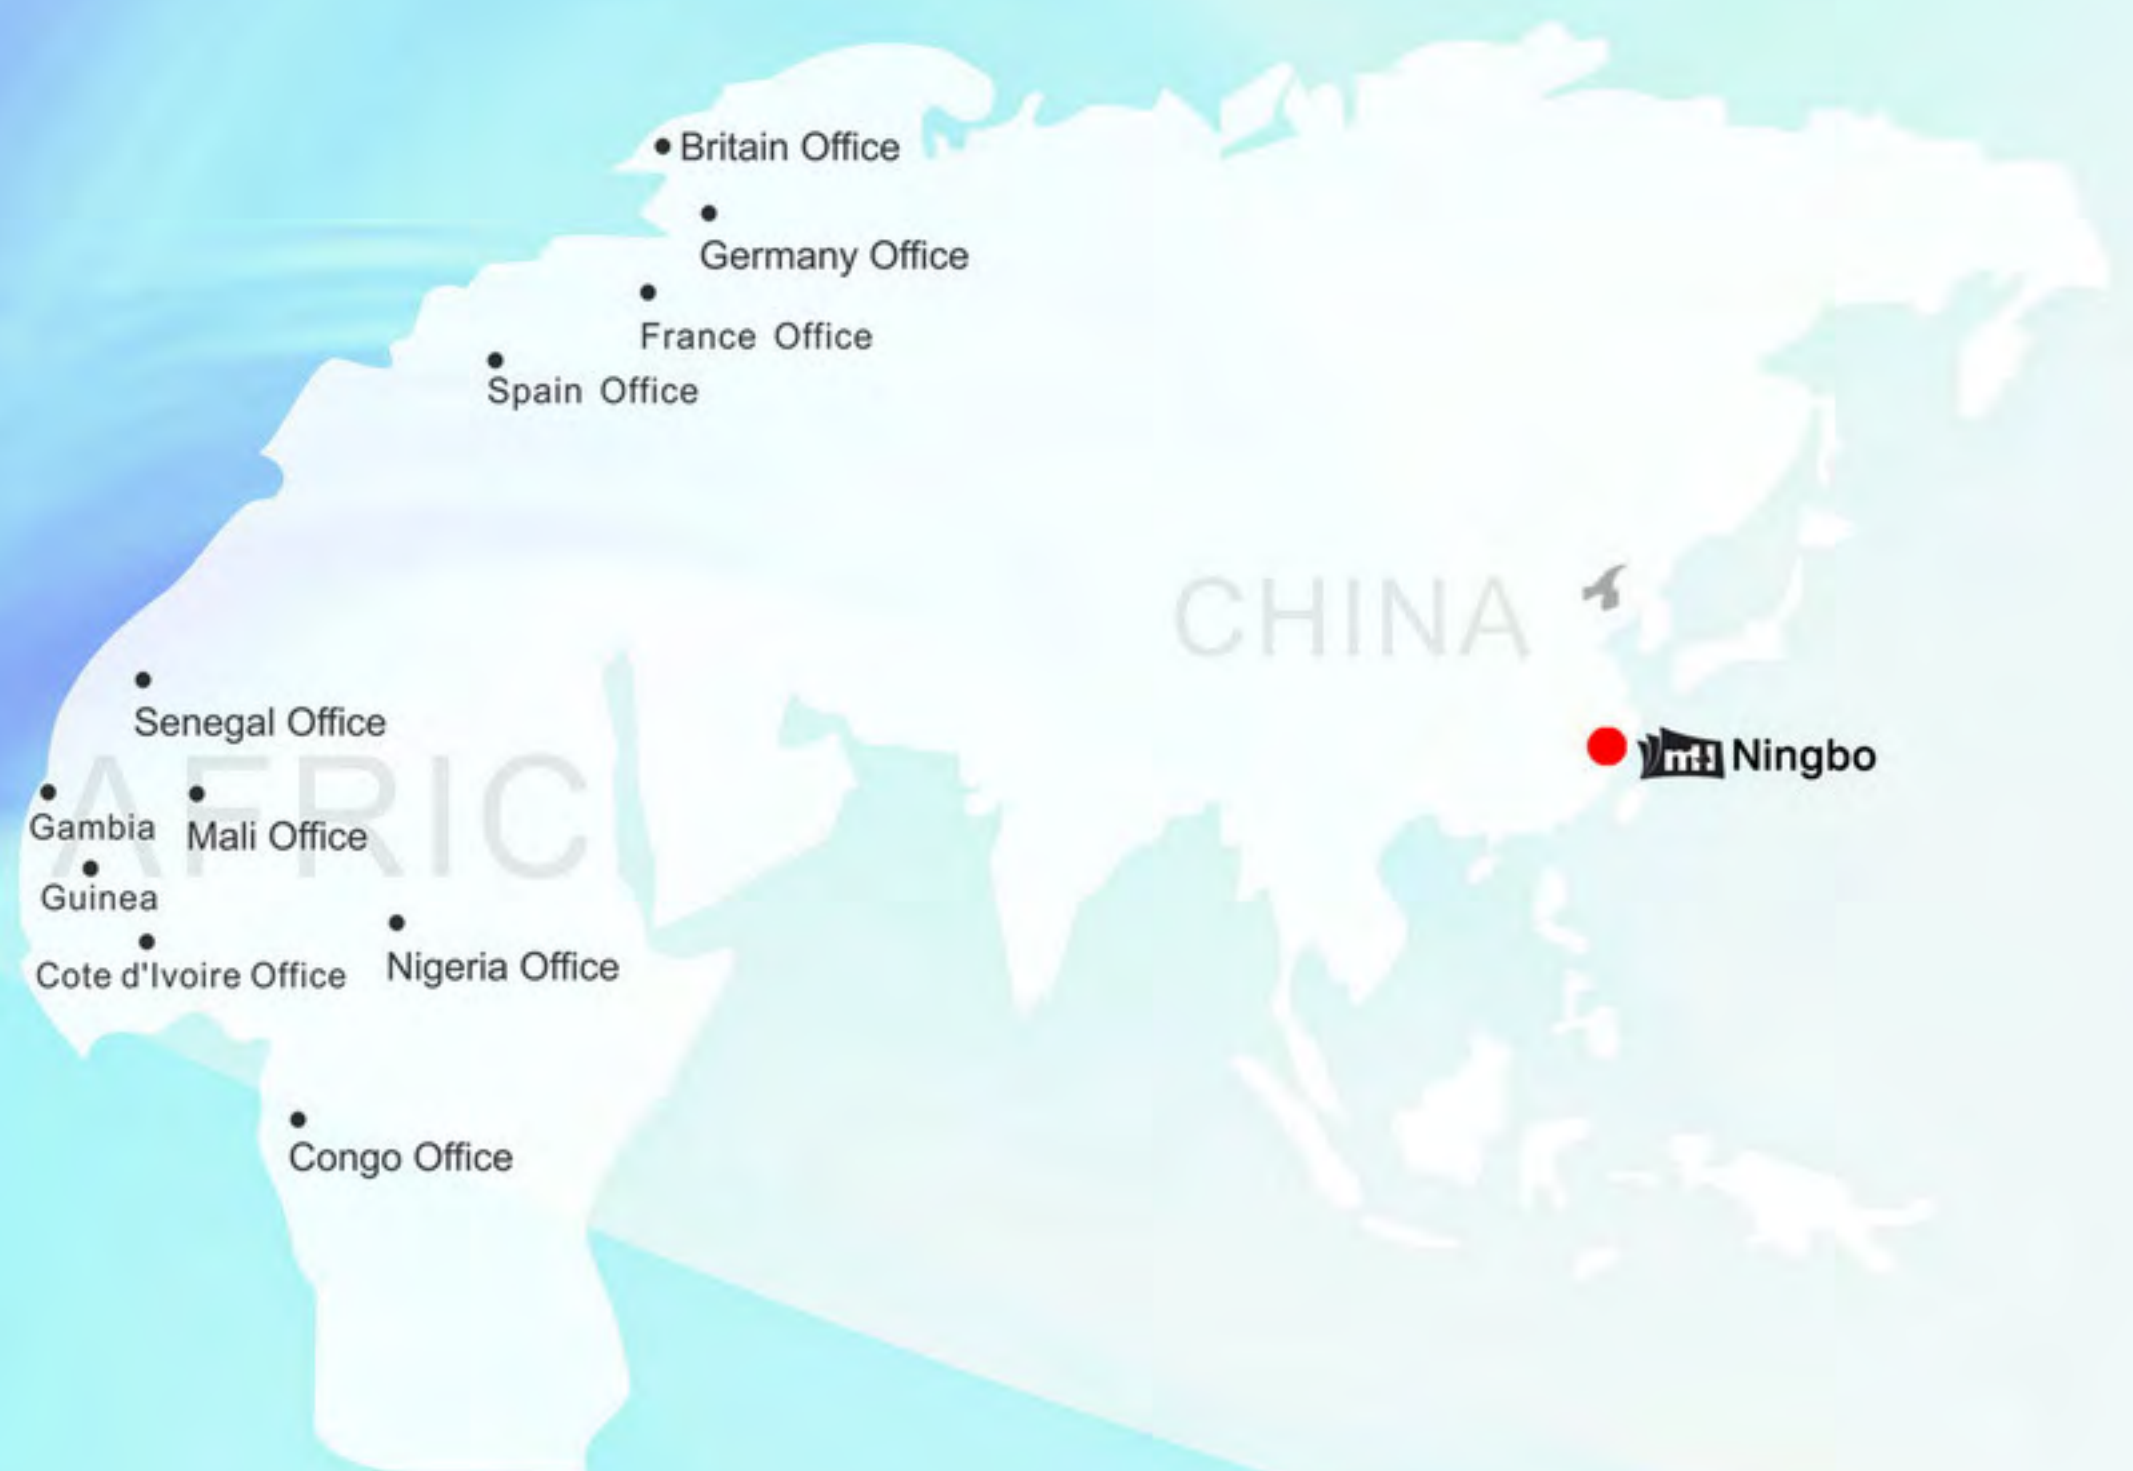 Britain Office
Germany Office
France Office
Spain Office
CHINA
Senegal Office
AFRIC
Ningbo
Gambia
Mali Office
Guinea
Cote d'Ivoire Office
Nigeria Office
Congo Office